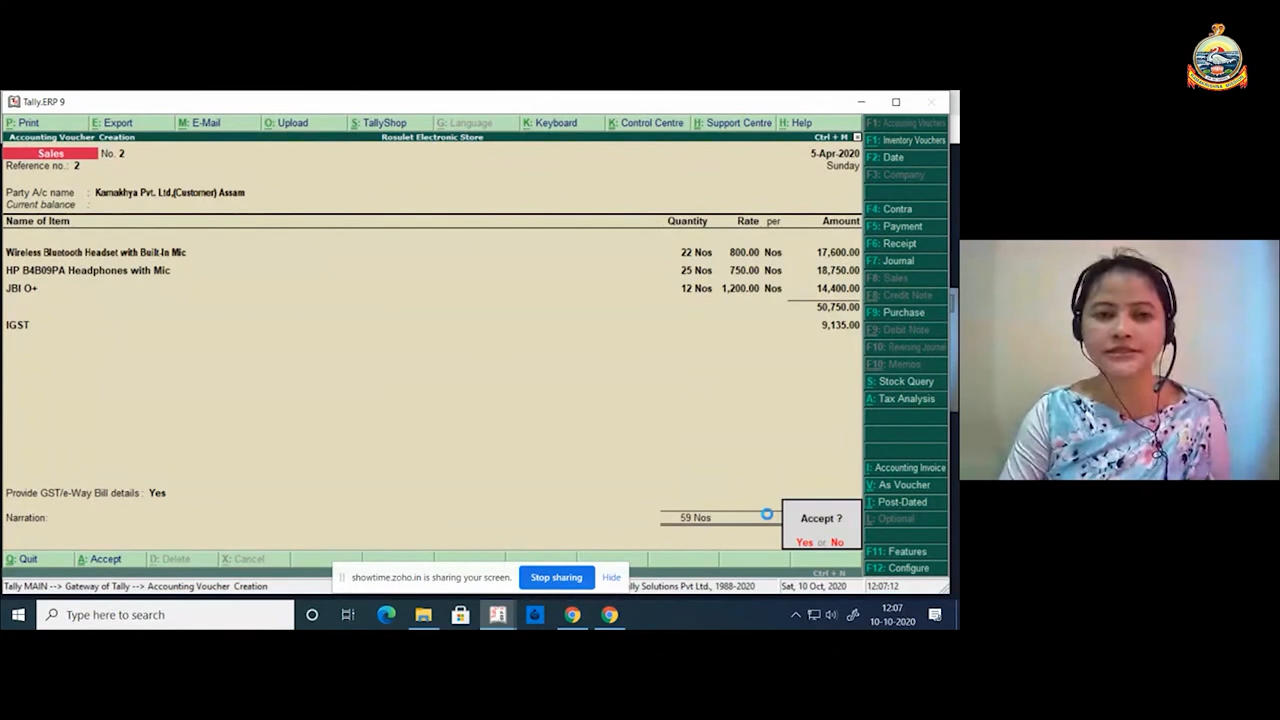 Tally.ERP 9
P: Print E: Export M: E-Mail O: Upload S: TallyShop G: Language K: Keyboard K: Control Centre H: Support Centre H: Help
Accounting Voucher Creation Rosulet Electronic Store Ctrl + M
Sales No. 2 5-Apr-2020
Reference no.: 2 Sunday
Party A/c name : Kamakhya Pvt. Ltd,(Customer) Assam
Current balance :
Name of Item Quantity Rate per Amount
Wireless Bluetooth Headset with Built-In Mic 22 Nos 800.00 Nos 17,600.00
HP B4B09PA Headphones with Mic 25 Nos 750.00 Nos 18,750.00
JBl O+ 12 Nos 1,200.00 Nos 14,400.00
50,750.00
IGST 9,135.00
Provide GST/e-Way Bill details : Yes
Narration:
59 Nos
Accept ?
Yes or No
F1: Accounting Vouchers
F1: Inventory Vouchers
F2: Date
F3: Company
F4: Contra
F5: Payment
F6: Receipt
F7: Journal
F8: Sales
F8: Credit Note
F9: Purchase
F9: Debit Note
F10: Reversing Journal
F10: Memos
S: Stock Query
A: Tax Analysis
I: Accounting Invoice
V: As Voucher
T: Post-Dated
L: Optional
F11: Features
F12: Configure
Q: Quit A: Accept D: Delete X: Cancel
Ctrl + N
Tally MAIN --> Gateway of Tally --> Accounting Voucher Creation lly Solutions Pvt Ltd., 1988-2020 Sat, 10 Oct, 2020 12:07:12
showtime.zoho.in is sharing your screen. Stop sharing Hide
Type here to search
12:07
10-10-2020